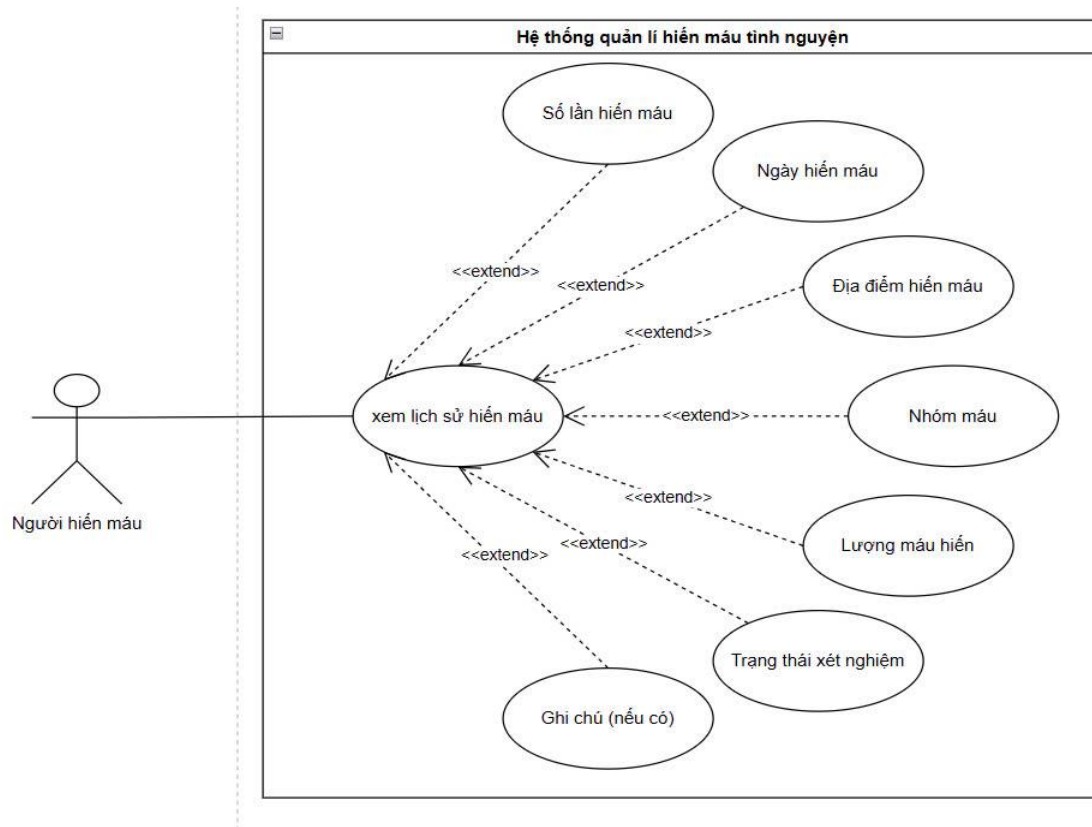 Hệ thống quản lí hiến máu tình nguyện
Số lần hiến máu
Ngày hiến máu
<<extend>>
<<extend>>
Địa điểm hiến máu
<<extend>>
xem lịch sử hiến máu
<<extend>>
Nhóm máu
Người hiến máu
<<extend>>
Lượng máu hiến
<<extend>>
<<extend>>
Trạng thái xét nghiệm
Ghi chú (nếu có)